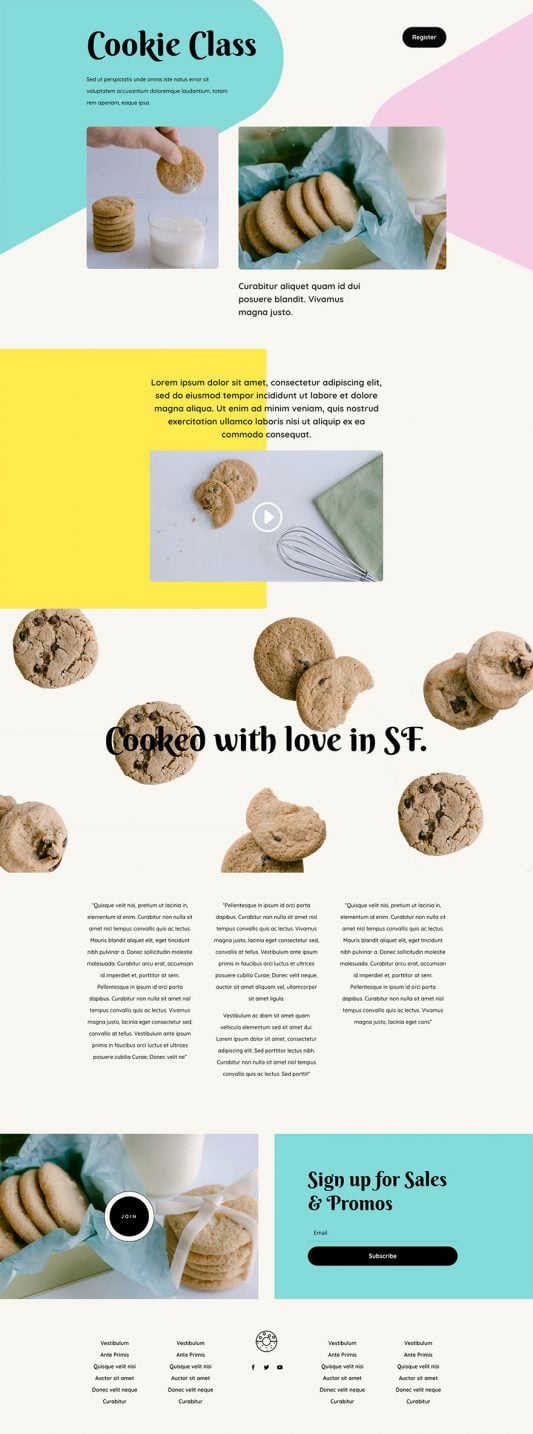 Cookie Class
Register
Sed ut perspiciatis unde omnis iste natus error sit
voluptatem accusantium doloremque laudantium, totam
rem aperiam, eaque ipsa.
Curabitur aliquet quam id dui
posuere blandit. Vivamus
magna justo.
Lorem ipsum dolor sit amet, consectetur adipiscing elit,
sed do eiusmod tempor incididunt ut labore et dolore
magna aliqua. Ut enim ad minim veniam, quis nostrud
exercitation ullamco laboris nisi ut aliquip ex ea
commodo consequat.
Cooked with love in SF.
"Quisque velit nisi, pretium ut lacinia in,
elementum id enim. Curabitur non nulla sit
amet nisl tempus convallis quis ac lectus.
Mauris blandit aliquet elit, eget tincidunt
nibh pulvinar a. Donec sollicitudin molestie
malesuada. Curabitur arcu erat, accumsan
id imperdiet et, porttitor at sem.
Pellentesque in ipsum id orci porta
dapibus. Curabitur non nulla sit amet nisl
tempus convallis quis ac lectus. Vivamus
magna justo, lacinia eget consectetur sed,
convallis at tellus. Vestibulum ante ipsum
primis in faucibus orci luctus et ultrices
posuere cubilia Curae; Donec velit ne"
"Pellentesque in ipsum id orci porta
dapibus. Curabitur non nulla sit amet nisl
tempus convallis quis ac lectus. Vivamus
magna justo, lacinia eget consectetur sed,
convallis at tellus. Vestibulum ante ipsum
primis in faucibus orci luctus et ultrices
posuere cubilia Curae; Donec velit neque,
auctor sit amet aliquam vel, ullamcorper
sit amet ligula.
Vestibulum ac diam sit amet quam
vehicula elementum sed sit amet dui.
Lorem ipsum dolor sit amet, consectetur
adipiscing elit. Sed porttitor lectus nibh.
Curabitur non nulla sit amet nisl tempus
convallis quis ac lectus. Sed porttit"
"Quisque velit nisi, pretium ut lacinia in,
elementum id enim. Curabitur non nulla sit
amet nisl tempus convallis quis ac lectus.
Mauris blandit aliquet elit, eget tincidunt
nibh pulvinar a. Donec sollicitudin molestie
malesuada. Curabitur arcu erat, accumsan
id imperdiet et, porttitor at sem.
Pellentesque in ipsum id orci porta
dapibus. Curabitur non nulla sit amet nisl
tempus convallis quis ac lectus. Vivamus
magna justo, lacinia eget cons"
JOIN
Sign up for Sales
& Promos
Email
Subscribe
Vestibulum
Ante Primis
Quisque velit nisi
Auctor sit amet
Donec velit neque
Curabitur
Vestibulum
Ante Primis
Quisque velit nisi
Auctor sit amet
Donec velit neque
Curabitur
Vestibulum
Ante Primis
Quisque velit nisi
Auctor sit amet
Donec velit neque
Curabitur
Vestibulum
Ante Primis
Quisque velit nisi
Auctor sit amet
Donec velit neque
Curabitur